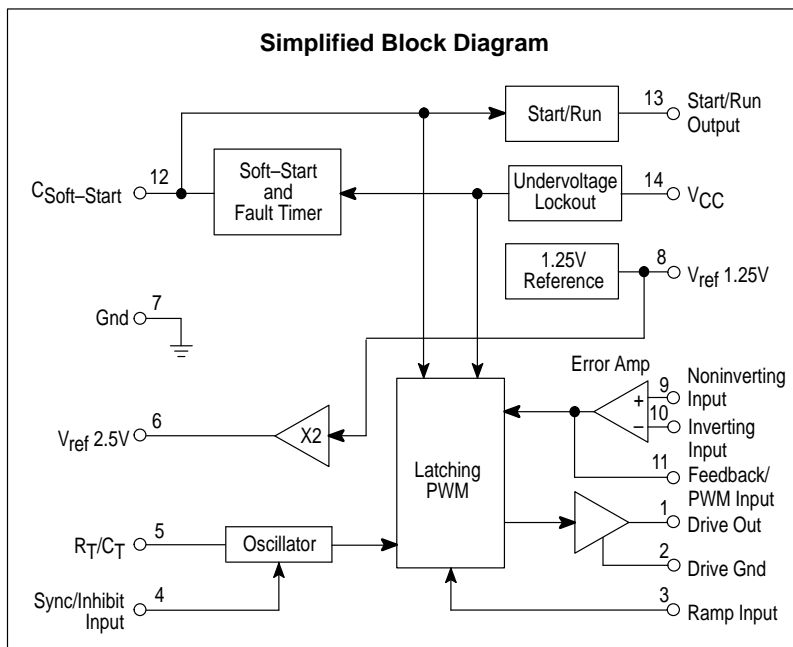 Simplified Block Diagram
13
Start/Run
Output
Start/Run
12
CSoft–Start
Soft–Start
and
Fault Timer
Undervoltage
Lockout
14
VCC
1.25V
Reference
8
Vref 1.25V
7
Gnd
Error Amp
9
Noninverting
Input
+
10
–
Inverting
Input
6
Vref 2.5V
X2
Latching
PWM
11
Feedback/
PWM Input
1
Drive Out
5
RT/CT
Oscillator
2
Drive Gnd
4
Sync/Inhibit
Input
3
Ramp Input